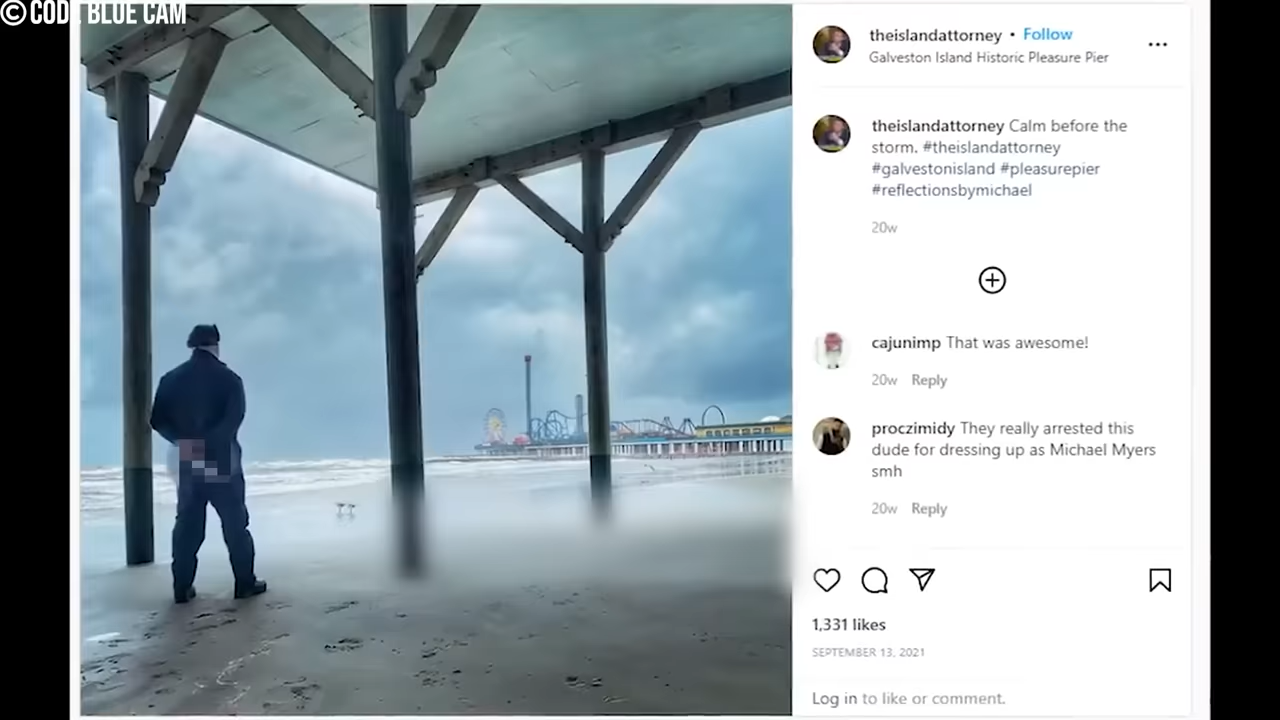 © CODE BLUE CAM
theislandattorney • Follow
Galveston Island Historic Pleasure Pier
theislandattorney Calm before the
storm. #theislandattorney
#galvestonisland #pleasurepier
#reflectionsbymichael
20w
cajunimp That was awesome!
20w Reply
proczimidy They really arrested this
dude for dressing up as Michael Myers
smh
20w Reply
1,331 likes
SEPTEMBER 13, 2021
Log in to like or comment.